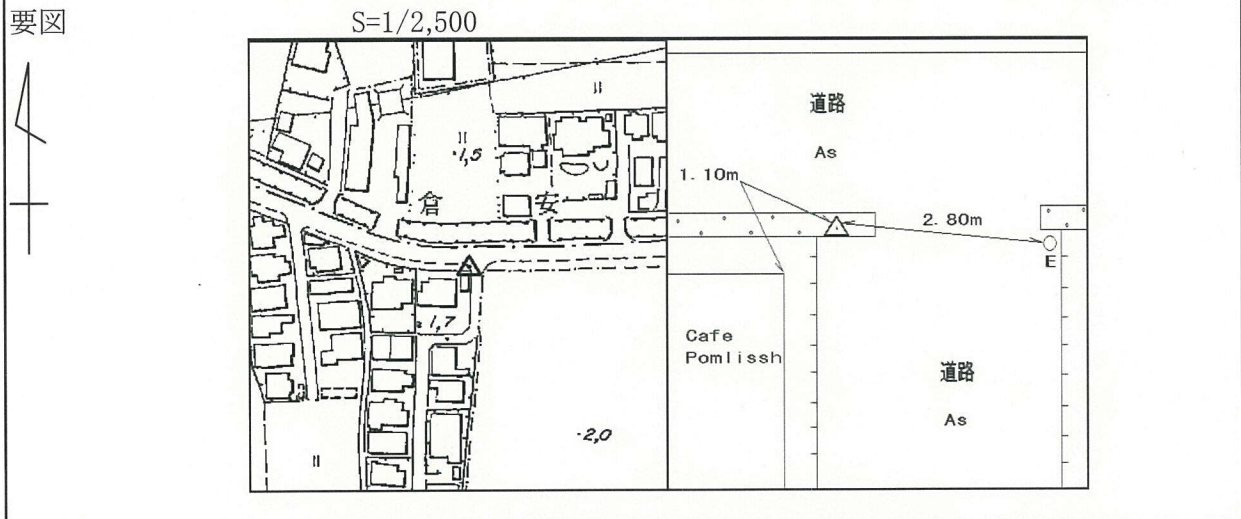 要図
S=1/2,500
・1,5
倉 安
1,7
・2,0
道路
As
1.10m
2.80m
E
Cafe
Pomlissh
道路
As